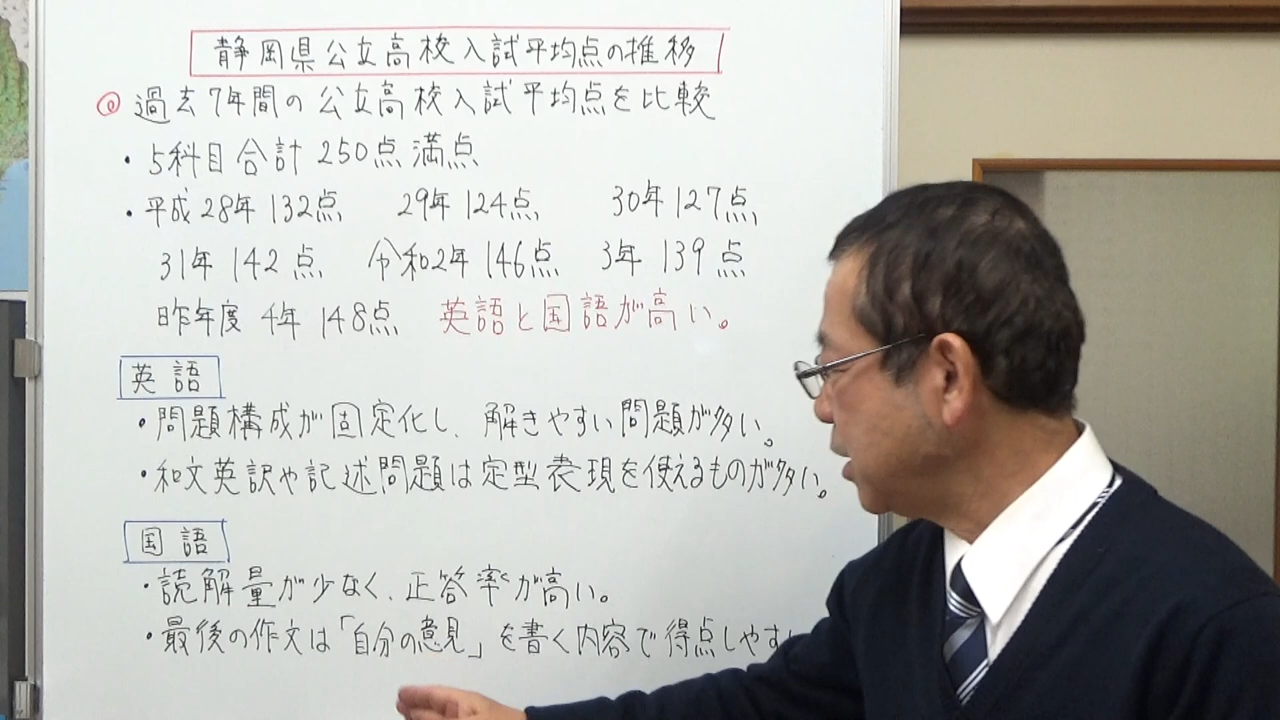 静岡県公立高校入試平均点の推移
◎過去7年間の公立高校入試平均点を比較
・5科目合計 250点満点
・平成28年132点 29年124点 30年127点
31年142点 令和2年146点 3年139点
昨年度 4年148点 英語と国語が高い。
英語
・問題構成が固定化し、解きやすい問題が多い。
・和文英訳や記述問題は定型表現を使えるものが多い。
国語
・読解量が少なく、正答率が高い。
・最後の作文は「自分の意見」を書く内容で得点しやす